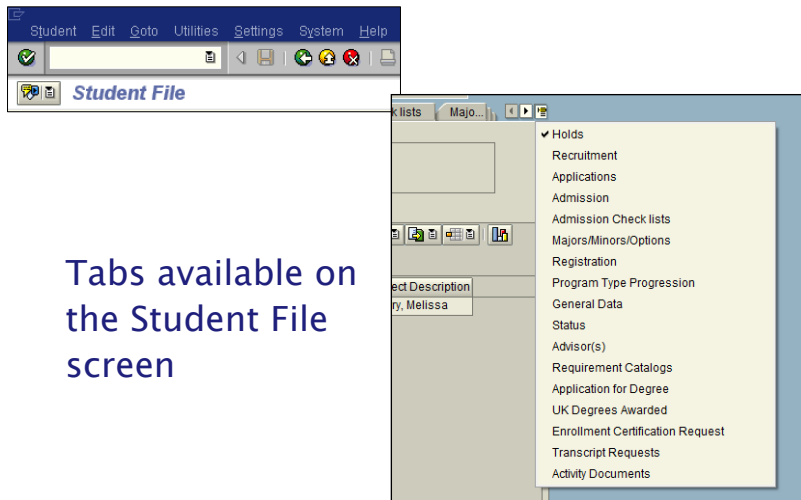 Student Edit Goto Utilities Settings System Help
Student File
k lists Majo...
Holds
Recruitment
Applications
Admission
Admission Check lists
Majors/Minors/Options
Registration
Program Type Progression
General Data
Status
Advisor(s)
Requirement Catalogs
Application for Degree
UK Degrees Awarded
Enrollment Certification Request
Transcript Requests
Activity Documents
ect Description
ry, Melissa
Tabs available on
the Student File
screen